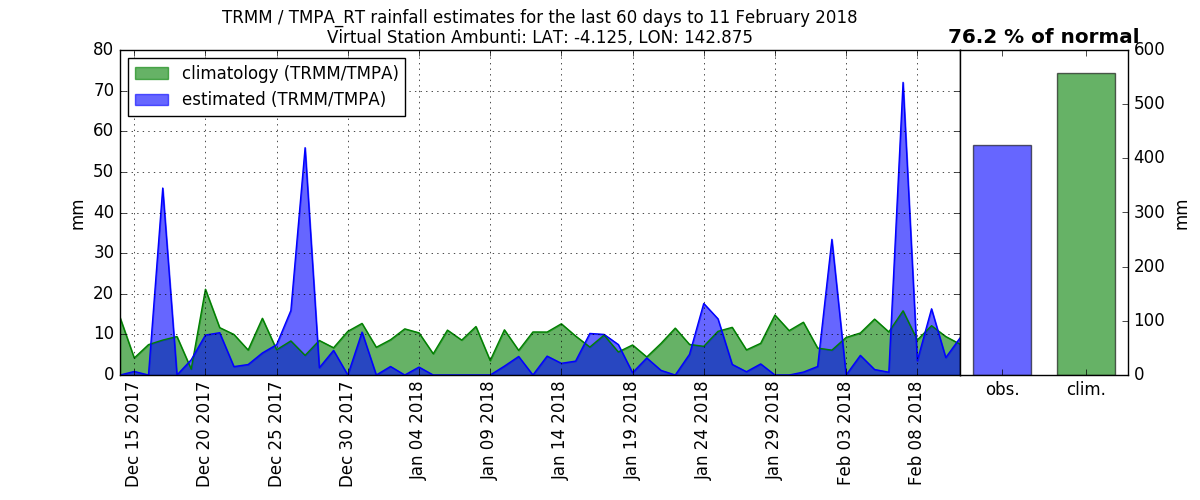 TRMM / TMPA_RT rainfall estimates for the last 60 days to 11 February 2018
Virtual Station Ambunti: LAT: -4.125, LON: 142.875
76.2 % of normal
climatology (TRMM/TMPA)
estimated (TRMM/TMPA)
mm
80
70
60
50
40
30
20
10
0
Dec 15 2017
Dec 20 2017
Dec 25 2017
Dec 30 2017
Jan 04 2018
Jan 09 2018
Jan 14 2018
Jan 19 2018
Jan 24 2018
Jan 29 2018
Feb 03 2018
Feb 08 2018
obs.
clim.
600
500
400
300
200
100
0
mm